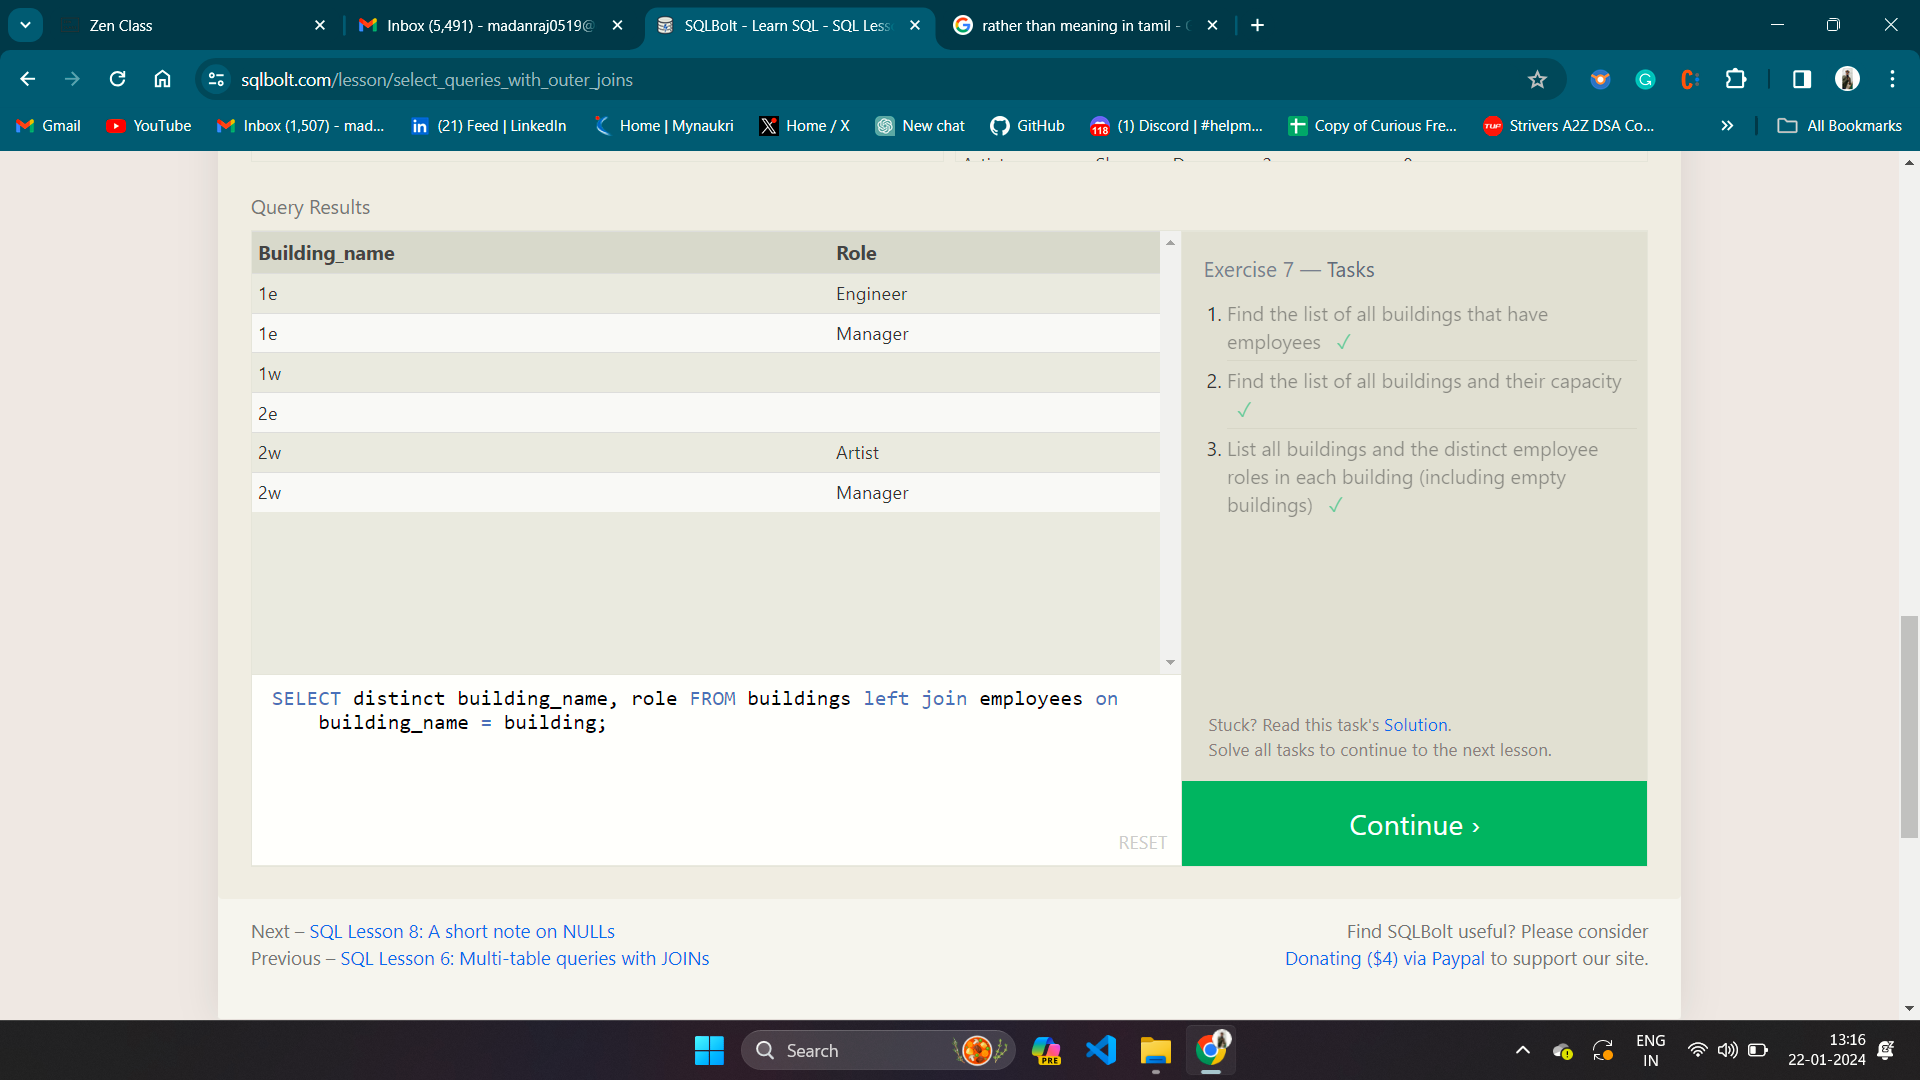 Zen Class
Inbox (5,491) - madanraj0519@
SQLBolt - Learn SQL - SQL Less
rather than meaning in tamil -
sqlbolt.com/lesson/select_queries_with_outer_joins
Gmail
YouTube
Inbox (1,507) - mad...
(21) Feed | LinkedIn
Home | Mynaukri
Home / X
New chat
GitHub
118
(1) Discord | #helpm...
Copy of Curious Fre...
TUF
Strivers A2Z DSA Co...
All Bookmarks
Query Results
Building_name Role
1e Engineer
1e Manager
1w
2e
2w Artist
2w Manager
Exercise 7 — Tasks
1. Find the list of all buildings that have
employees ✓
2. Find the list of all buildings and their capacity
✓
3. List all buildings and the distinct employee
roles in each building (including empty
buildings) ✓
SELECT distinct building_name, role FROM buildings left join employees on
building_name = building;
RESET
Stuck? Read this task's Solution.
Solve all tasks to continue to the next lesson.
Continue ›
Next – SQL Lesson 8: A short note on NULLs
Previous – SQL Lesson 6: Multi-table queries with JOINs
Find SQLBolt useful? Please consider
Donating ($4) via Paypal to support our site.
Search
PRE
ENG
IN
13:16
22-01-2024